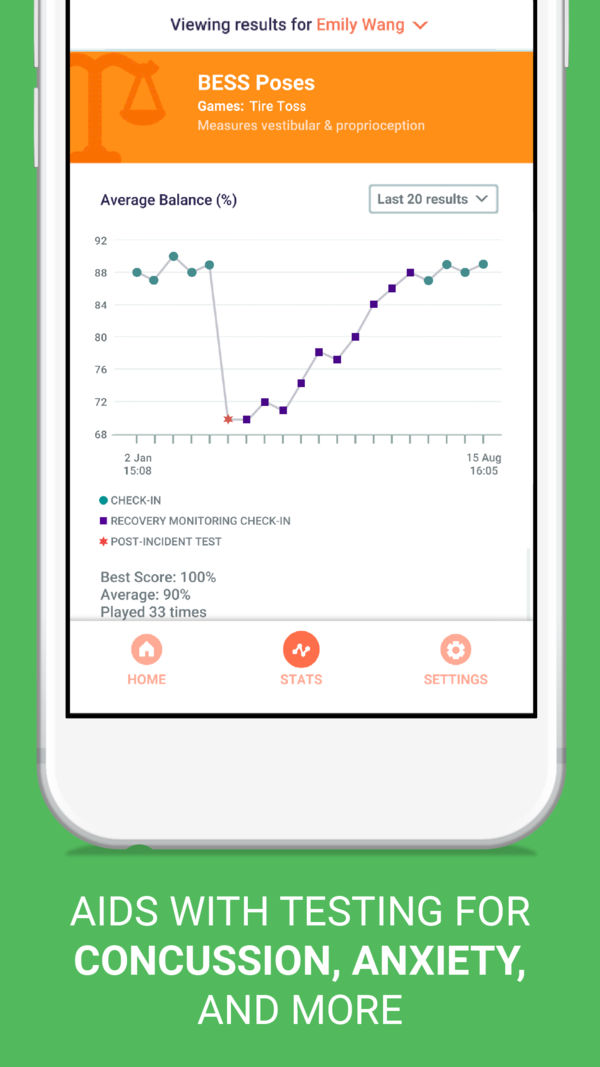 Viewing results for Emily Wang
BESS Poses
Games: Tire Toss
Measures vestibular & proprioception
Average Balance (%)
Last 20 results
92
88
84
80
76
72
68
2 Jan
15:08
15 Aug
16:05
CHECK-IN
RECOVERY MONITORING CHECK-IN
POST-INCIDENT TEST
Best Score: 100%
Average: 90%
Played 33 times
HOME
STATS
SETTINGS
AIDS WITH TESTING FOR
CONCUSSION, ANXIETY,
AND MORE